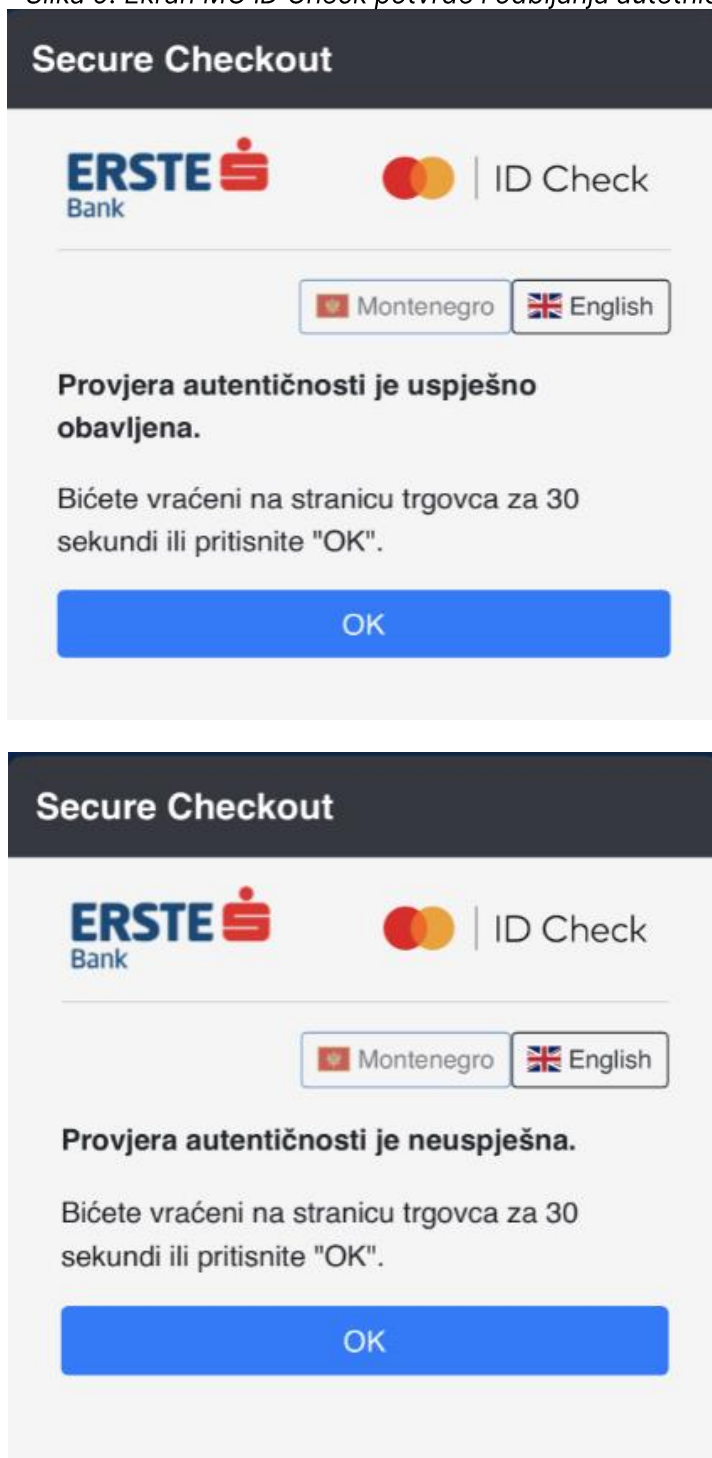 Secure Checkout
ERSTE
Bank
ID Check
Montenegro English
Provjera autentičnosti je uspješno
obavljena.
Bićete vraćeni na stranicu trgovca za 30
sekundi ili pritisnite "OK".
OK
Secure Checkout
ERSTE
Bank
ID Check
Montenegro English
Provjera autentičnosti je neuspješna.
Bićete vraćeni na stranicu trgovca za 30
sekundi ili pritisnite "OK".
OK